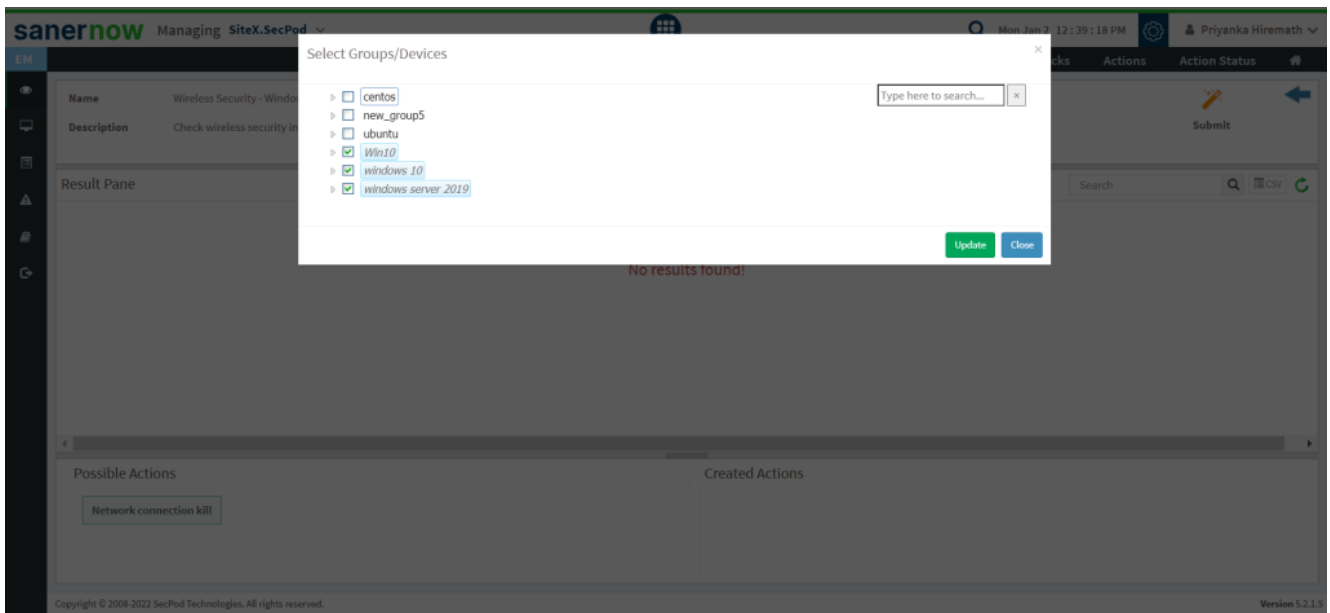 sanernow Managing SiteX.SecPod
Mon Jan 2, 12:39:18 PM Priyanka Hiremath
EM
cks Actions Action Status
Select Groups/Devices
×
centos
new_group5
ubuntu
Win10
windows 10
windows server 2019
Type here to search... ×
Update Close
Name Wireless Security - Windo
Description Check wireless security in
Submit
Result Pane
Search CSV
No results found!
Possible Actions
Created Actions
Network connection kill
Copyright © 2008-2022 SecPod Technologies. All rights reserved. Version 5.2.1.5